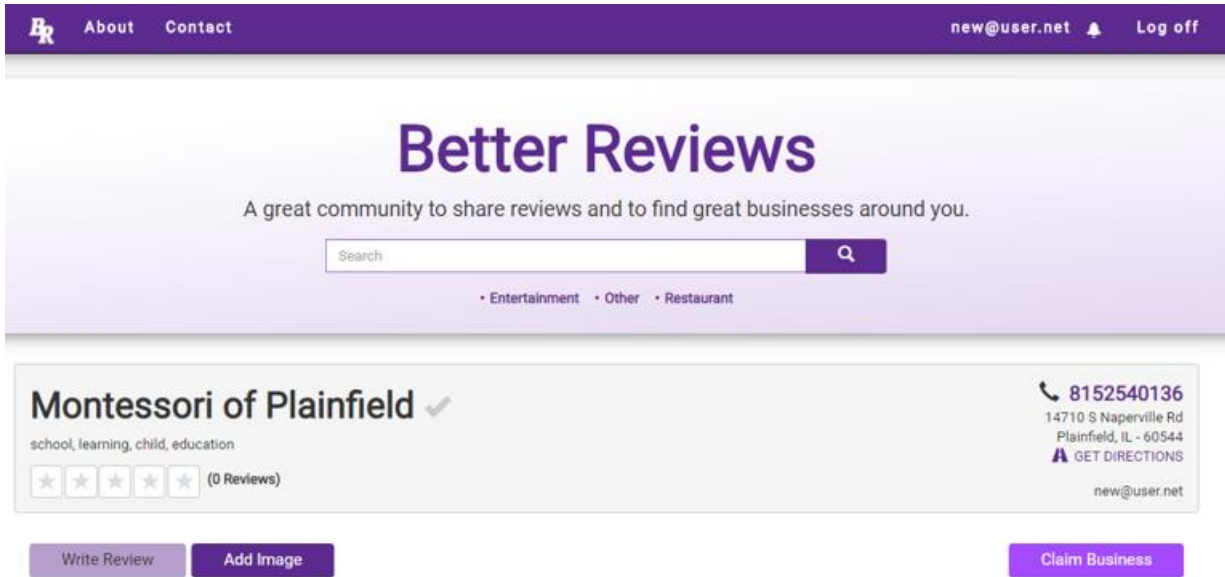 BR About Contact new@user.net Log off
Better Reviews
A great community to share reviews and to find great businesses around you.
Search
• Entertainment • Other • Restaurant
Montessori of Plainfield
school, learning, child, education
(0 Reviews)
8152540136
14710 S Naperville Rd
Plainfield, IL - 60544
GET DIRECTIONS
new@user.net
Write Review Add Image Claim Business